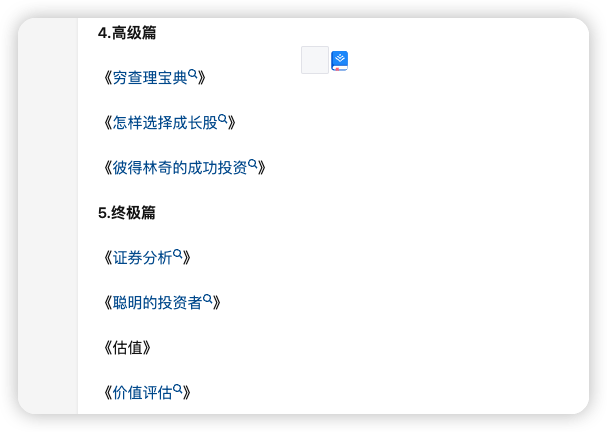 4.高级篇
《穷查理宝典》
《怎样选择成长股》
《彼得林奇的成功投资》
5.终极篇
《证券分析》
《聪明的投资者》
《估值》
《价值评估》